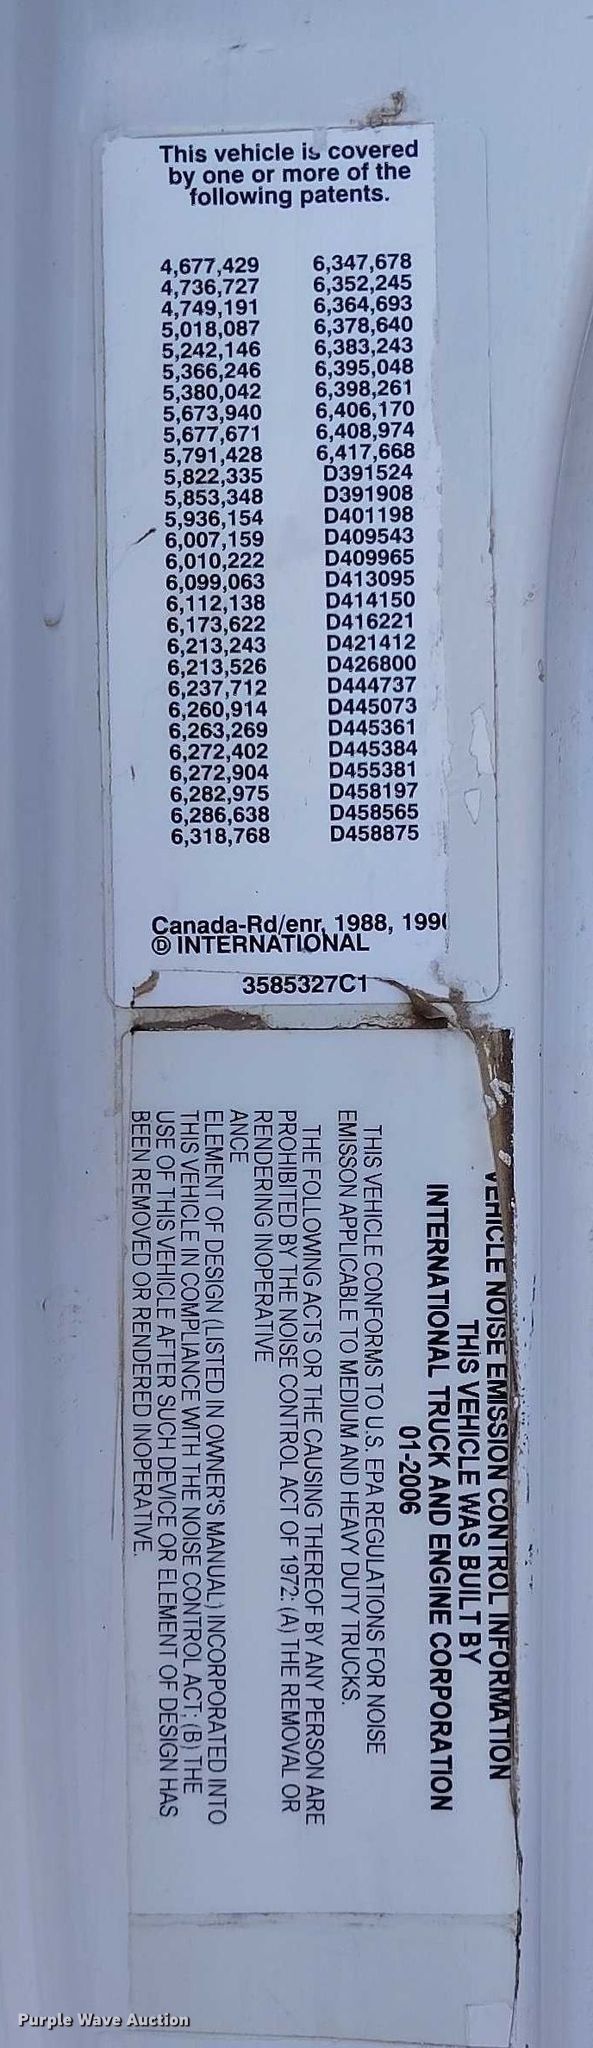 This vehicle is covered
by one or more of the
following patents.
4,677,429 6,347,678
4,736,727 6,352,245
4,749,191 6,364,693
5,018,087 6,378,640
5,242,146 6,383,243
5,366,246 6,395,048
5,380,042 6,398,261
5,673,940 6,406,170
5,677,671 6,408,974
5,791,428 6,417,668
5,822,335 D391524
5,853,348 D391908
5,936,154 D401198
6,007,159 D409543
6,010,222 D409965
6,099,063 D413095
6,112,138 D414150
6,173,622 D416221
6,213,243 D421412
6,213,526 D426800
6,237,712 D444737
6,260,914 D445073
6,263,269 D445361
6,272,402 D445384
6,272,904 D455381
6,282,975 D458197
6,286,638 D458565
6,318,768 D458875
Canada-Rd/enr, 1988, 1990
Ⓓ INTERNATIONAL
3585327C1
VEHICLE NOISE EMISSION CONTROL INFORMATION
THIS VEHICLE WAS BUILT BY
INTERNATIONAL TRUCK AND ENGINE CORPORATION
01-2006
THIS VEHICLE CONFORMS TO U.S. EPA REGULATIONS FOR NOISE
EMISSON APPLICABLE TO MEDIUM AND HEAVY DUTY TRUCKS.
THE FOLLOWING ACTS OR THE CAUSING THEREOF BY ANY PERSON ARE
PROHIBITED BY THE NOISE CONTROL ACT OF 1972: (A) THE REMOVAL OR
RENDERING INOPERATIVE
ANCE
ELEMENT OF DESIGN (LISTED IN OWNER'S MANUAL) INCORPORATED INTO
THIS VEHICLE IN COMPLIANCE WITH THE NOISE CONTROL ACT; (B) THE
USE OF THIS VEHICLE AFTER SUCH DEVICE OR ELEMENT OF DESIGN HAS
BEEN REMOVED OR RENDERED INOPERATIVE.
Purple Wave Auction